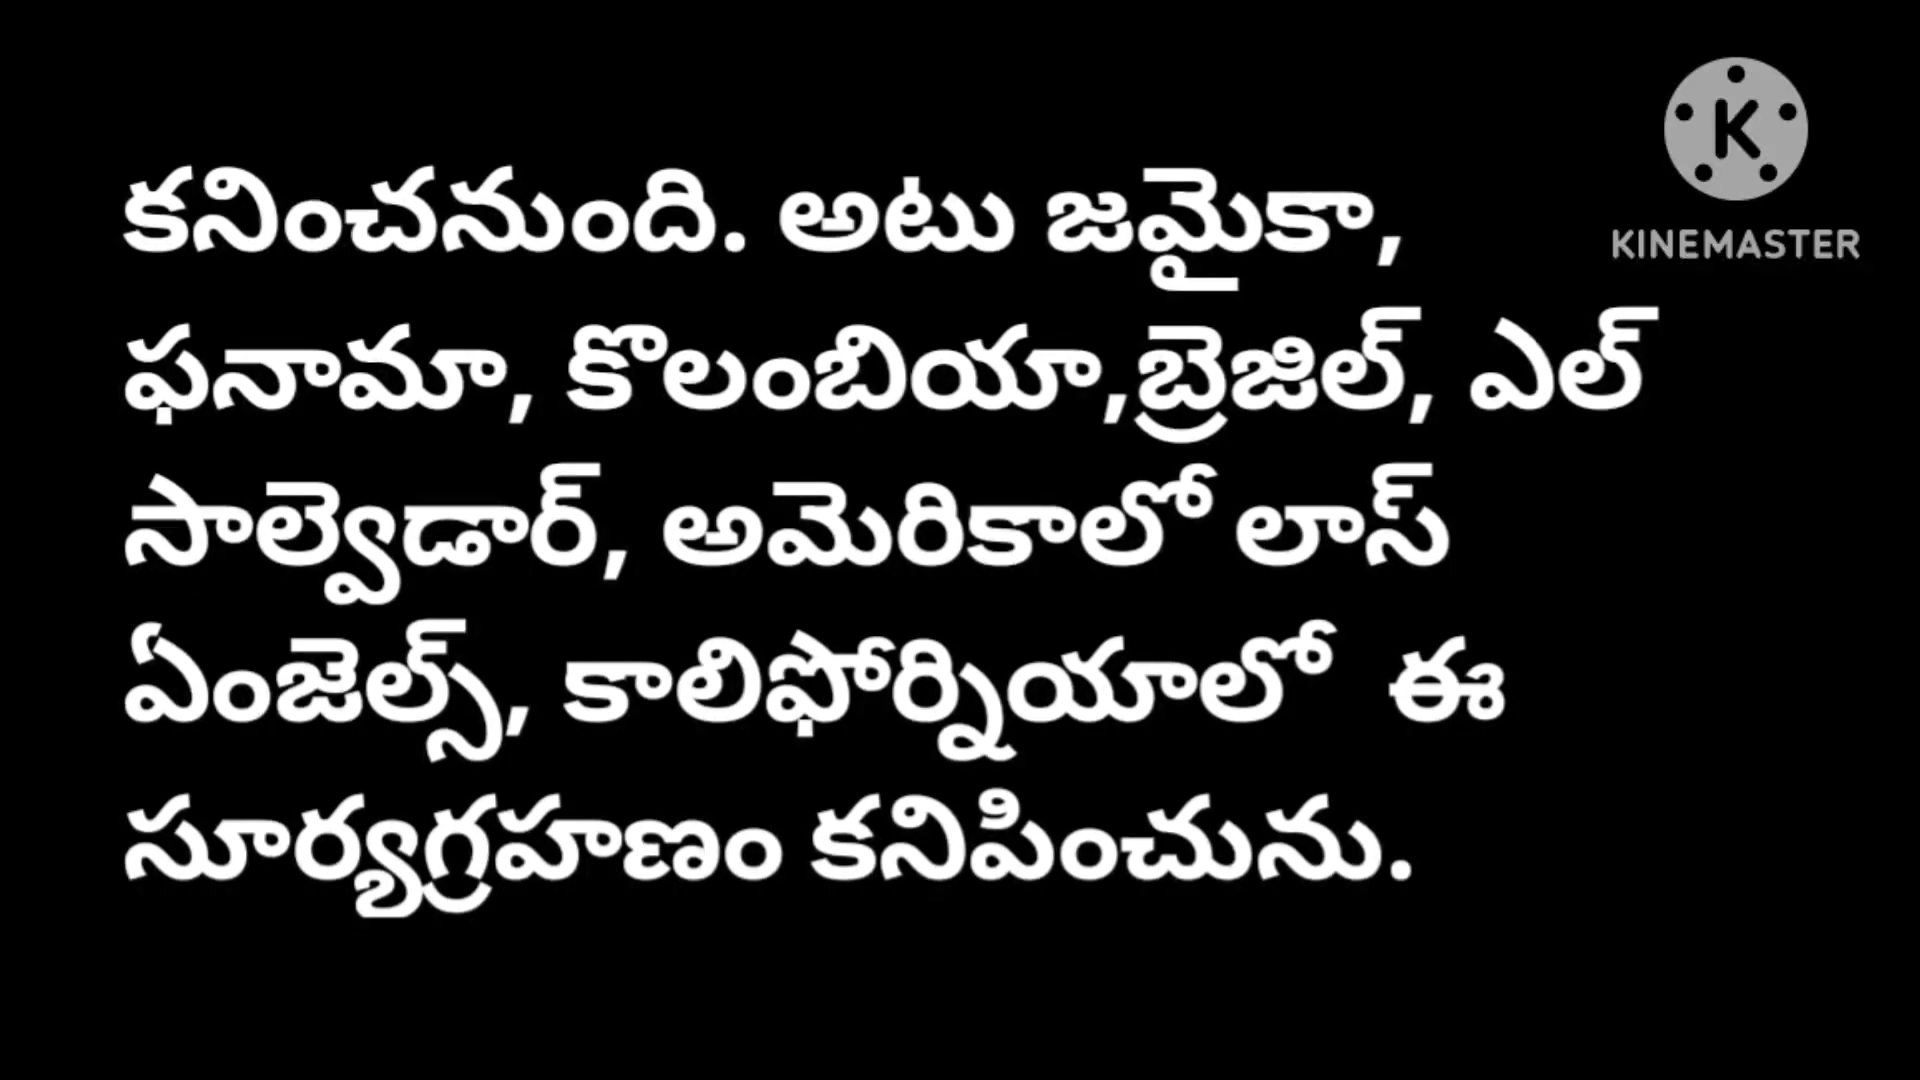 కనించనుంది. అటు జమైకా,
ఫనామా, కొలంబియా,బ్రెజిల్, ఎల్
సాల్వెడార్, అమెరికాలో లాస్
ఏంజెల్స్, కాలిఫోర్నియాలో  ఈ
సూర్యగ్రహణం కనిపించును.
KINEMASTER